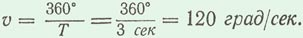 v = 360°/T = 360°/3 сек = 120 град/сек.